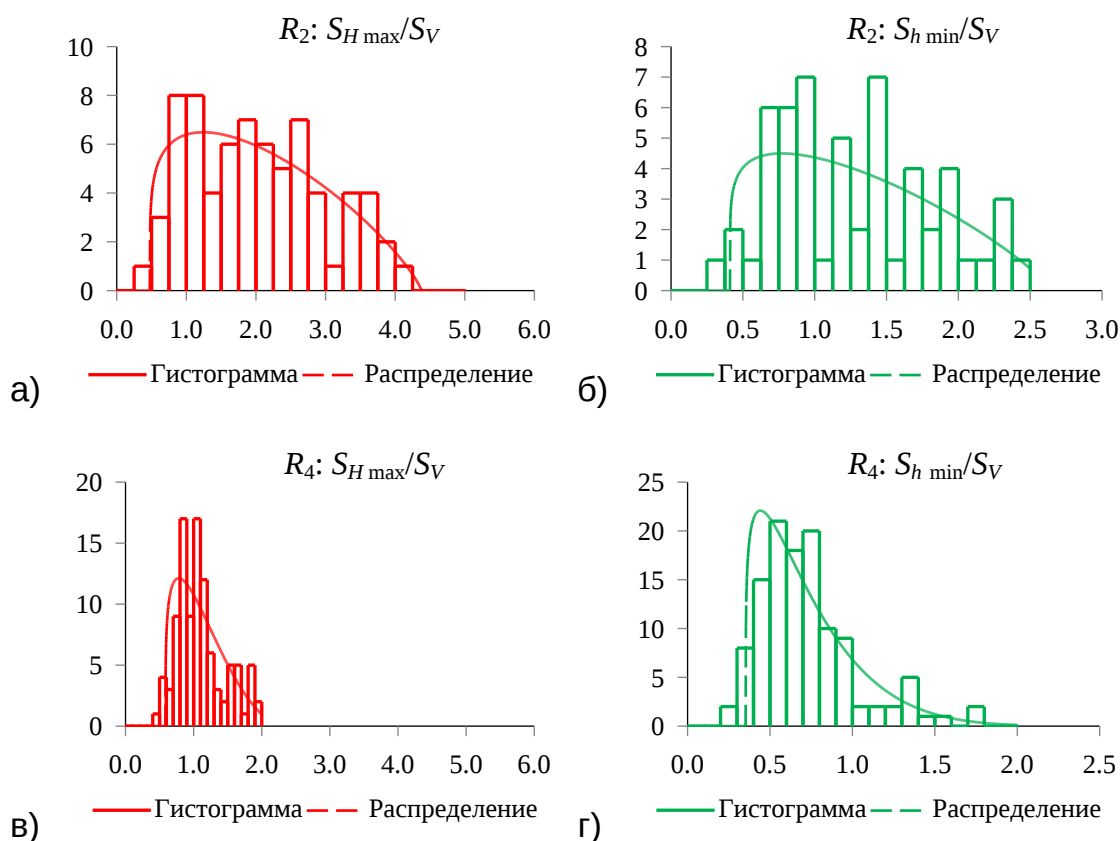 R2: SH max/SV
10
8
6
4
2
0
0.0 1.0 2.0 3.0 4.0 5.0 6.0
Гистограмма Распределение
а)
R2: Sh min/SV
8
7
6
5
4
3
2
1
0
0.0 0.5 1.0 1.5 2.0 2.5 3.0
Гистограмма Распределение
б)
R4: SH max/SV
20
15
10
5
0
0.0 1.0 2.0 3.0 4.0 5.0 6.0
Гистограмма Распределение
в)
R4: Sh min/SV
25
20
15
10
5
0
0.0 0.5 1.0 1.5 2.0 2.5
Гистограмма Распределение
г)